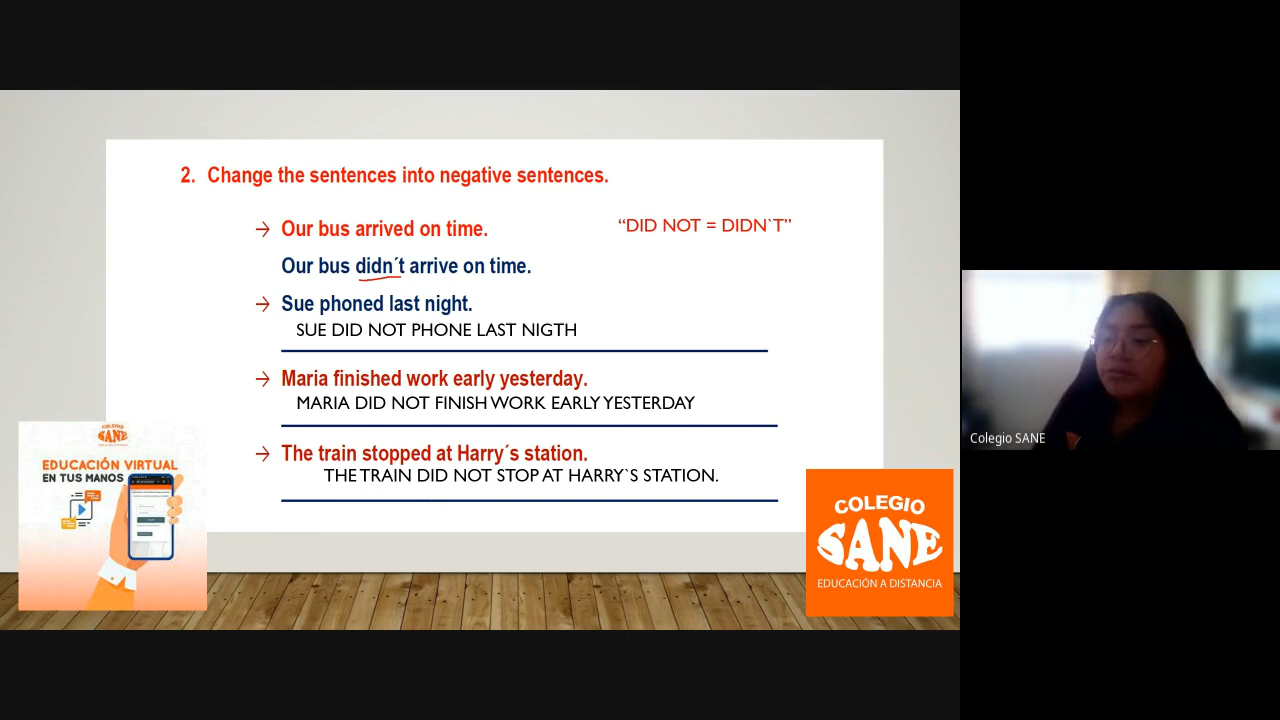 2. Change the sentences into negative sentences.
→ Our bus arrived on time.
“DID NOT = DIDN`T”
Our bus didn´t arrive on time.
→ Sue phoned last night.
SUE DID NOT PHONE LAST NIGTH
→ Maria finished work early yesterday.
MARIA DID NOT FINISH WORK EARLY YESTERDAY
→ The train stopped at Harry´s station.
THE TRAIN DID NOT STOP AT HARRY`S STATION.
COLEGIO
SANE
EDUCACIÓN VIRTUAL
EN TUS MANOS
COLEGIO
SANE
EDUCACIÓN A DISTANCIA
Colegio SANE